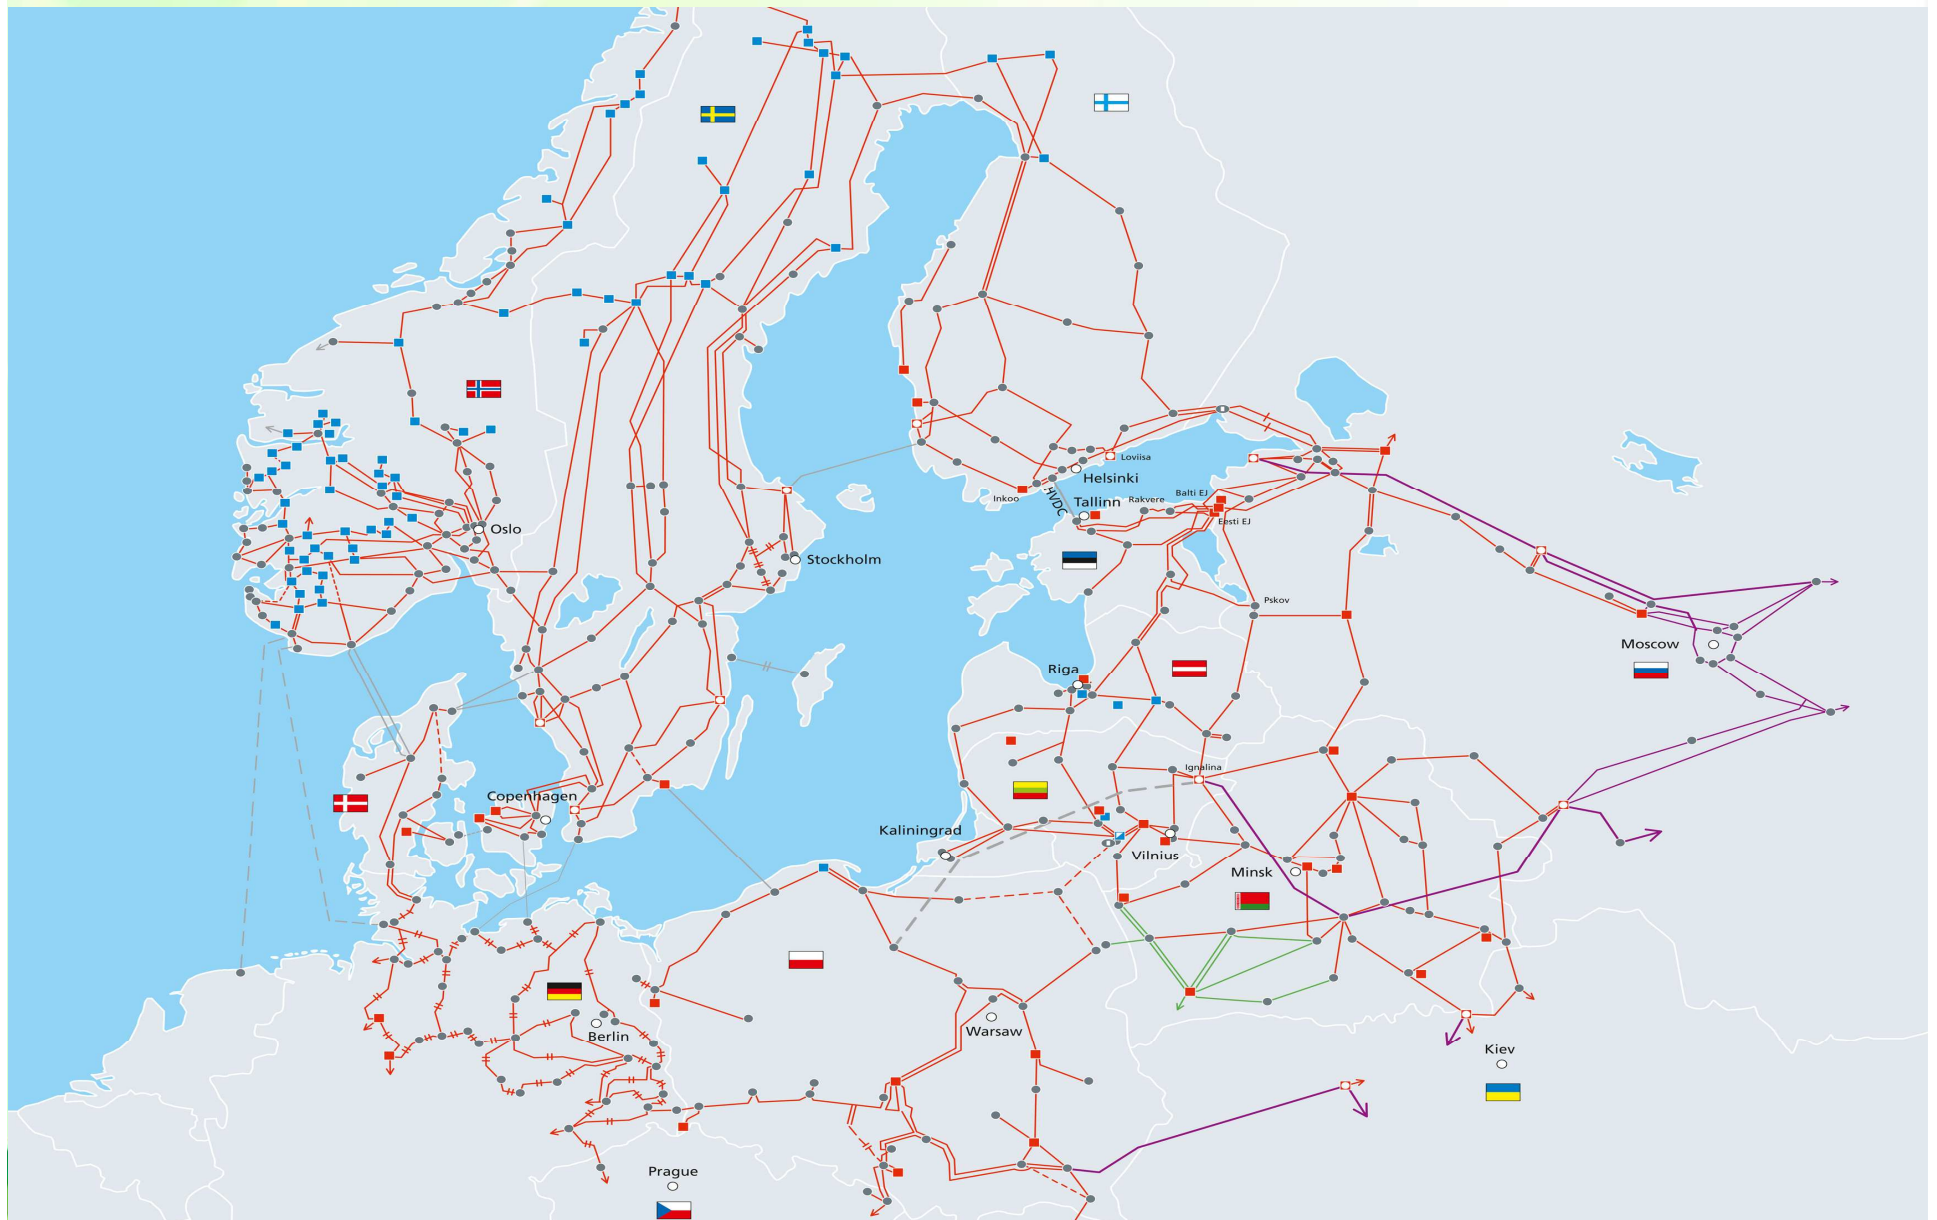 Loviisa
Helsinki
Inkoo
HVDC
Tallinn
Rakvere
Balti EJ
Eesti EJ
Oslo
Stockholm
Pskov
Moscow
Riga
Ignalina
Copenhagen
Kaliningrad
Vilnius
Minsk
Berlin
Warsaw
Kiev
Prague